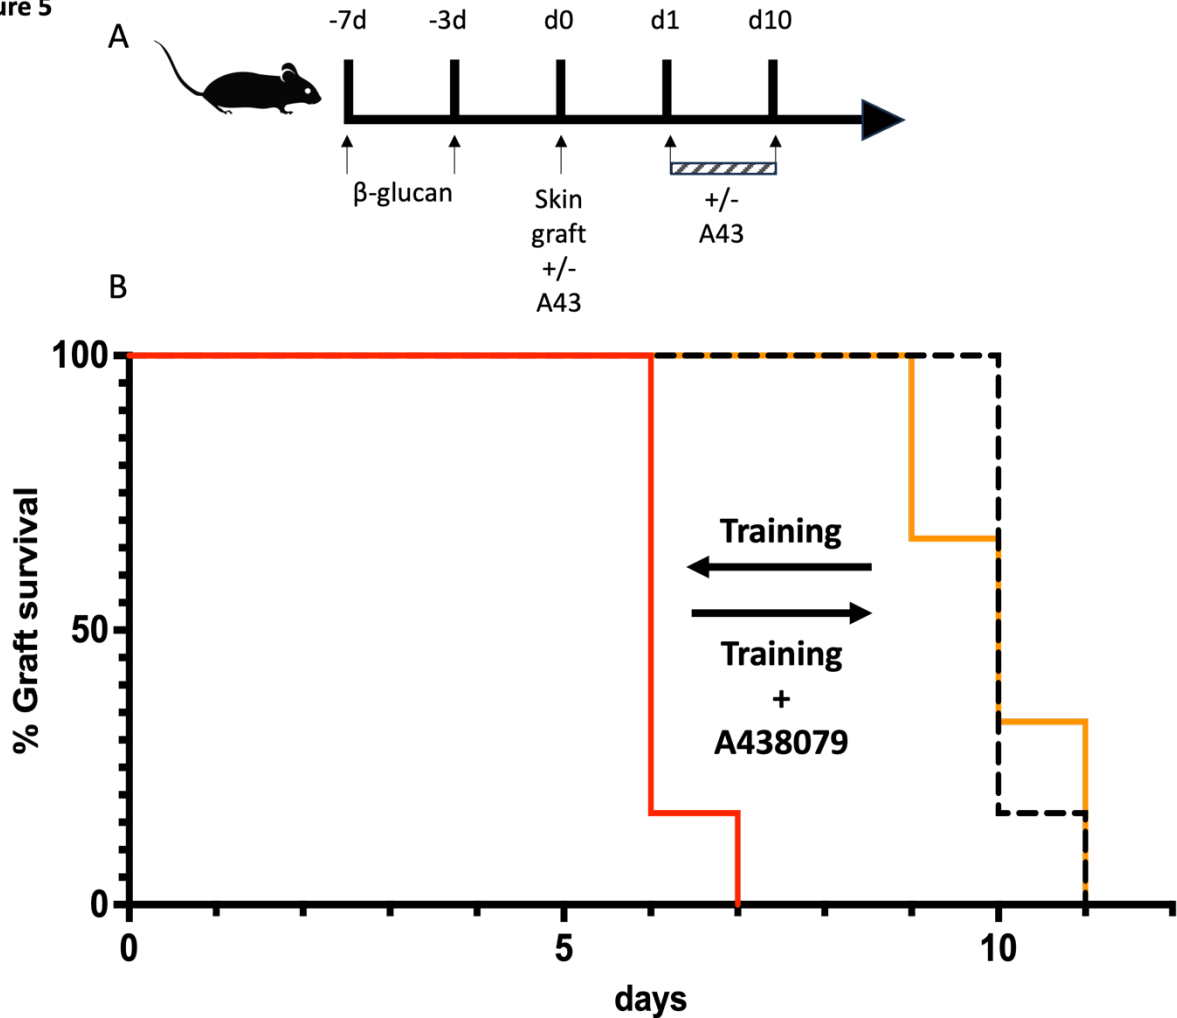 ure 5
A
-7d -3d d0 d1 d10
β-glucan
Skin
graft
+/-
A43
+/-
A43
B
100
50
0
% Graft survival
Training
Training
+
A438079
0 5 10
days